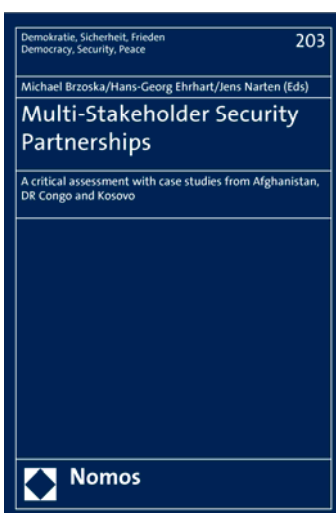 Demokratie, Sicherheit, Frieden
Democracy, Security, Peace
203
Michael Brzoska/Hans-Georg Ehrhart/Jens Narten (Eds)
Multi-Stakeholder Security
Partnerships
A critical assessment with case studies from Afghanistan,
DR Congo and Kosovo
Nomos